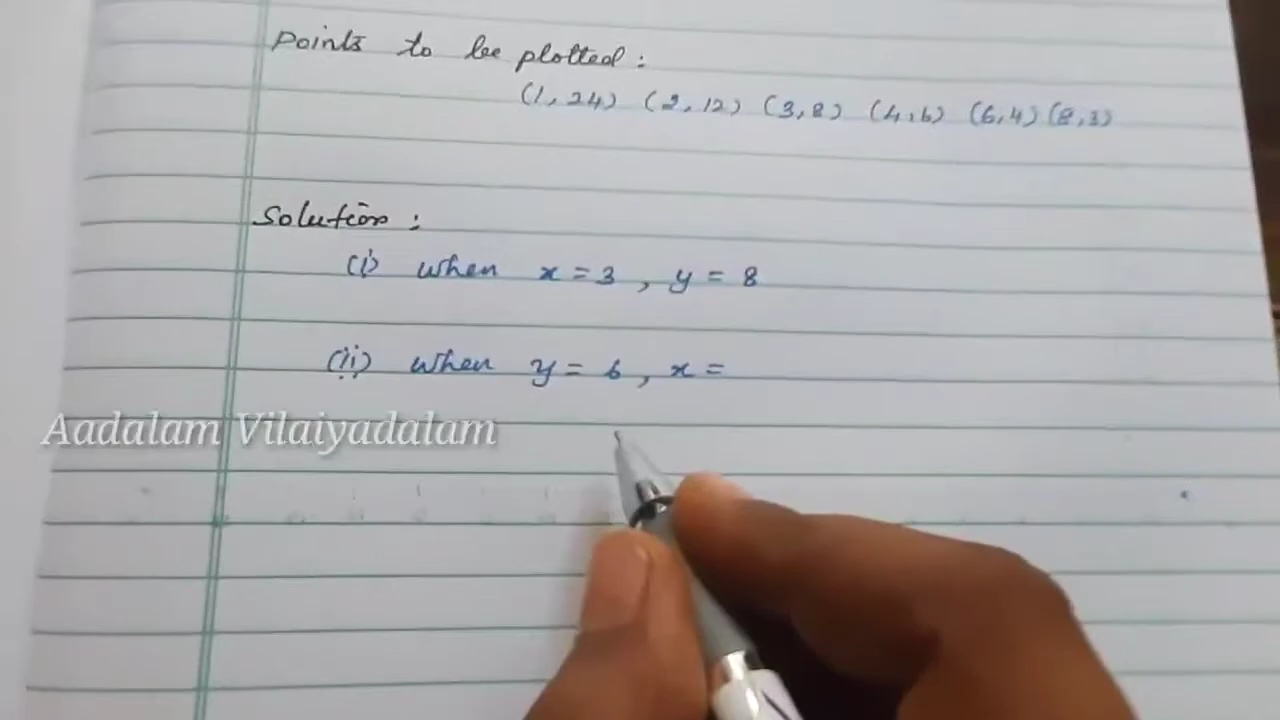 Points to be plotted :
(1, 24) (2, 12) (3, 8) (4, 6) (6, 4) (8, 3)
Solution :
(i) when x = 3 , y = 8
(ii) when y = 6 , x =
Aadalam Vilaiyadalam